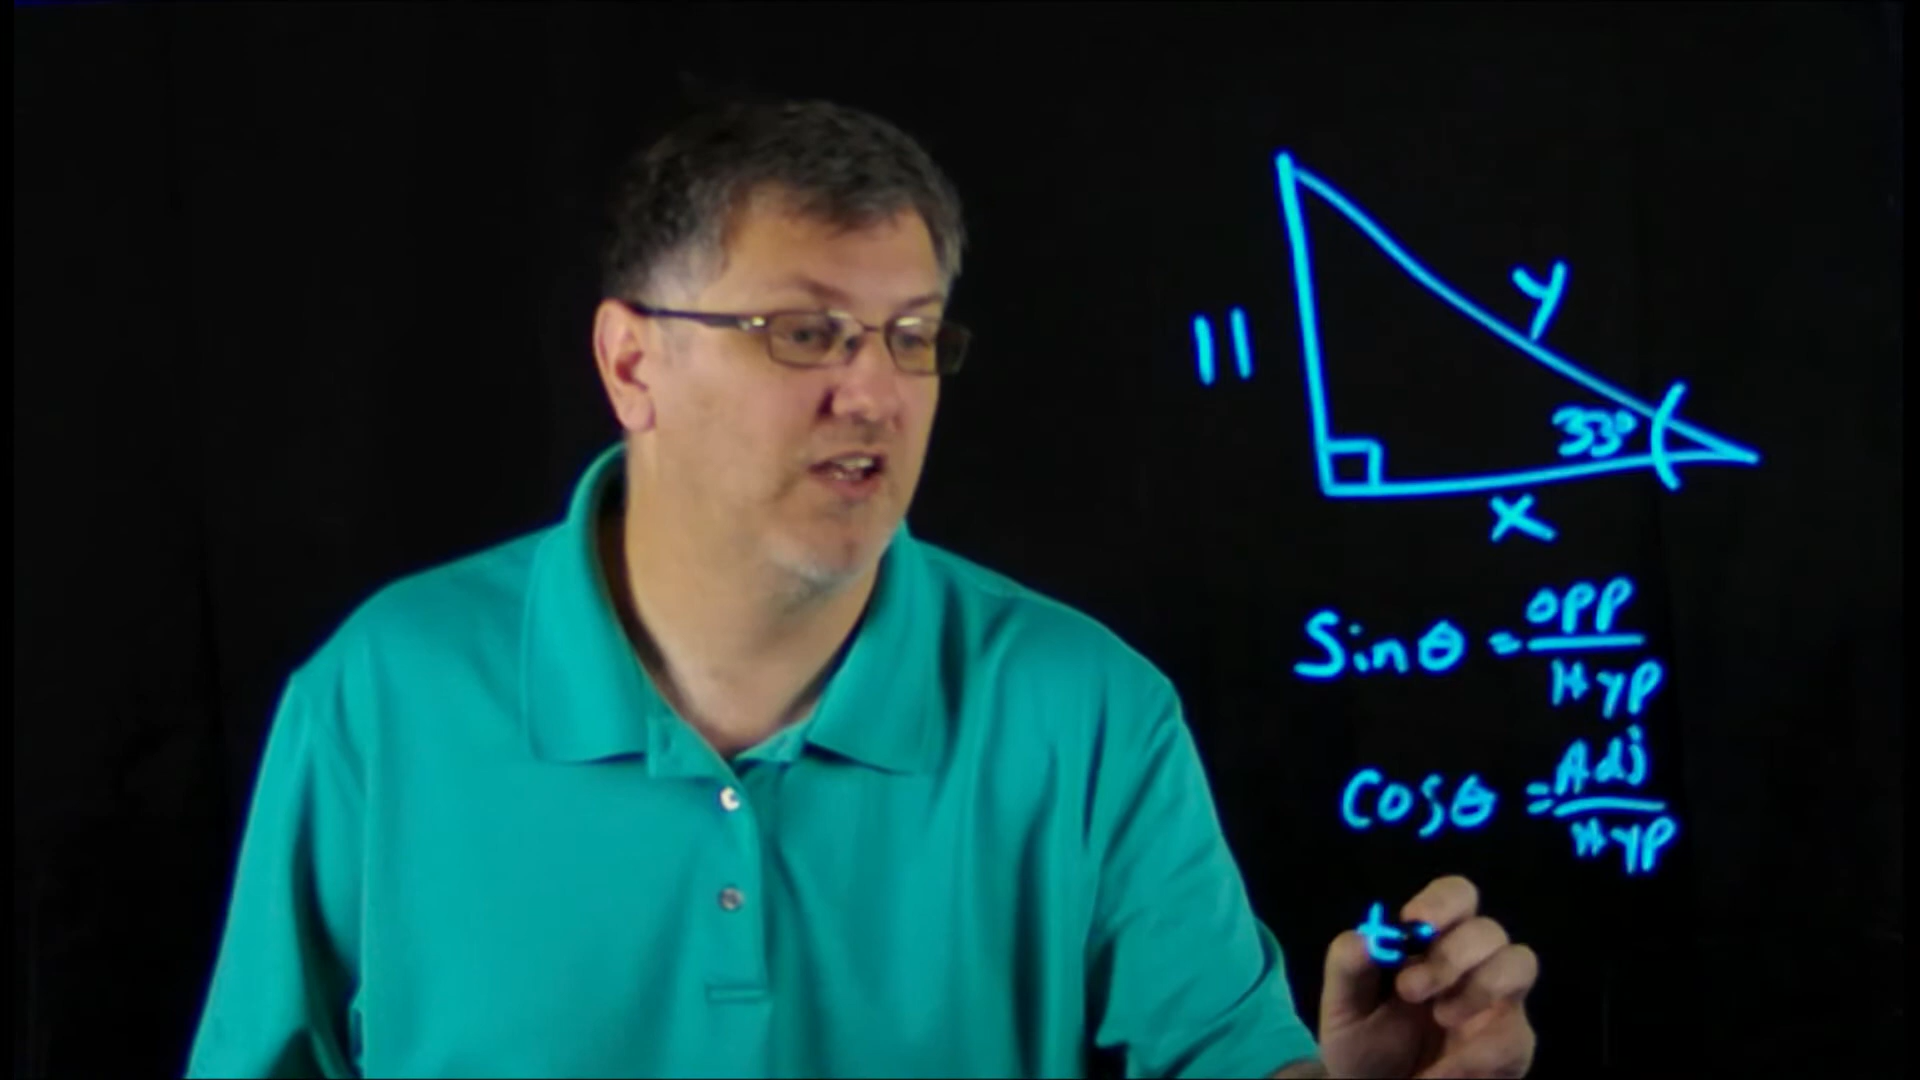 y
11
33°
x
Sinθ = opp/Hyp
Cosθ = Adj/Hyp
t